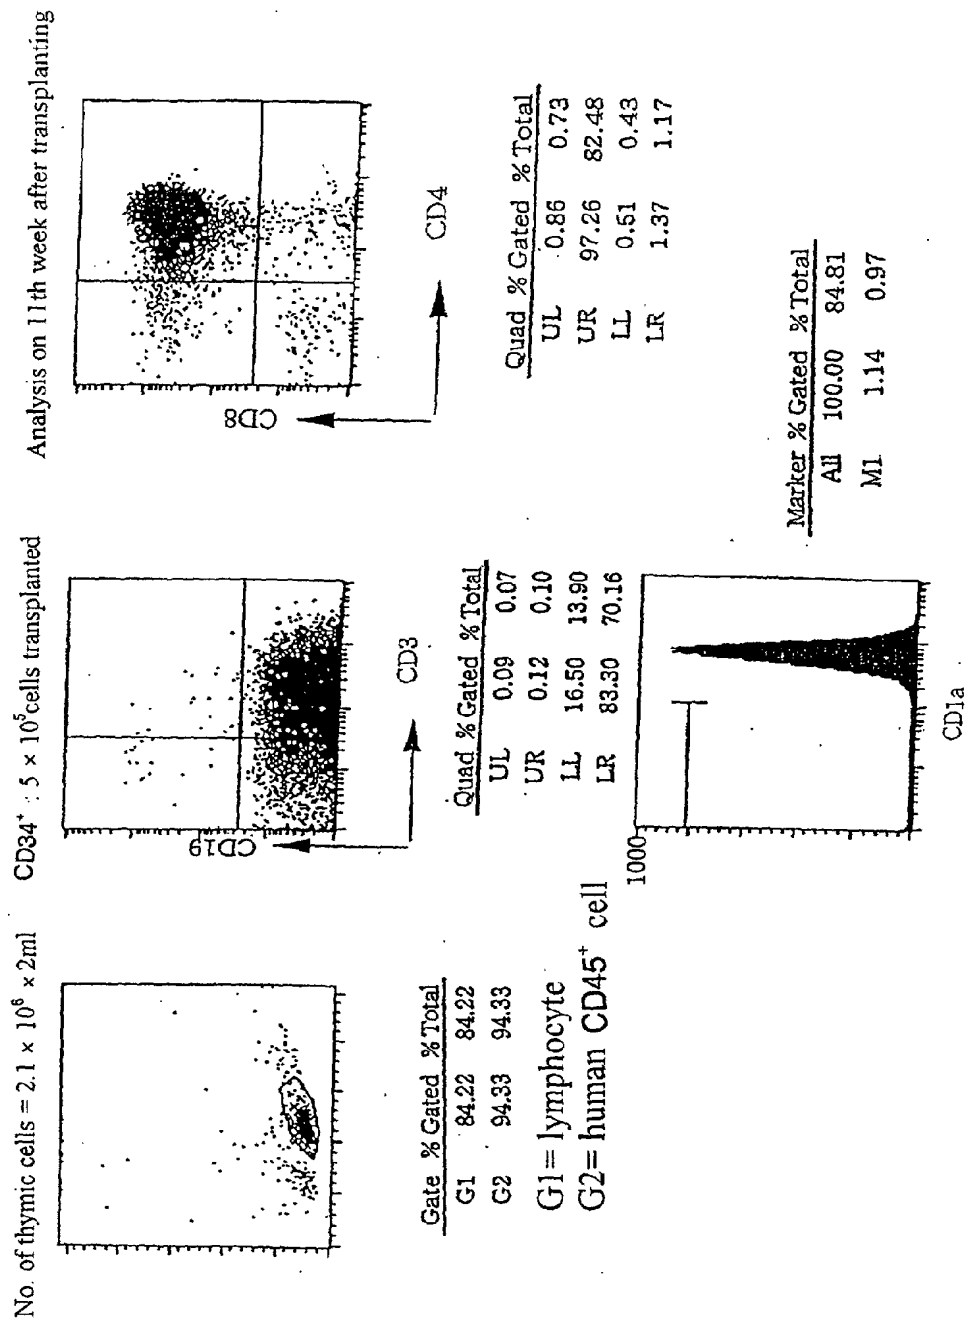 No. of thymic cells = 2.1 × 10⁶ × 2ml CD34⁺ : 5 × 10⁵ cells transplanted Analysis on 11th week after transplanting
Gate % Gated % Total
G1 84.22 84.22
G2 94.33 94.33
G1= lymphocyte
G2= human CD45⁺ cell
CD19
CD3
Quad % Gated % Total
UL 0.09 0.07
UR 0.12 0.10
LL 16.50 13.90
LR 83.30 70.16
CD8
CD4
Quad % Gated % Total
UL 0.86 0.73
UR 97.26 82.48
LL 0.51 0.43
LR 1.37 1.17
1000
CD1a
Marker % Gated % Total
All 100.00 84.81
M1 1.14 0.97